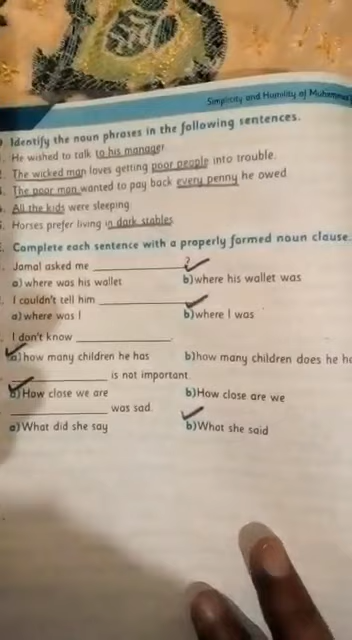 Simplicity and Humility of Muhammad
Identify the noun phrases in the following sentences.
He wished to talk to his manager
The wicked man loves getting poor people into trouble.
The poor man wanted to pay back every penny he owed
All the kids were sleeping
Horses prefer living in dark stables
Complete each sentence with a properly formed noun clause.
Jamal asked me ____________?
a) where was his wallet b) where his wallet was
I couldn't tell him ____________
a) where was I b) where I was
I don't know ____________.
a) how many children he has b) how many children does he
____________ is not important
a) How close we are b) How close are we
____________ was sad.
a) What did she say b) What she said